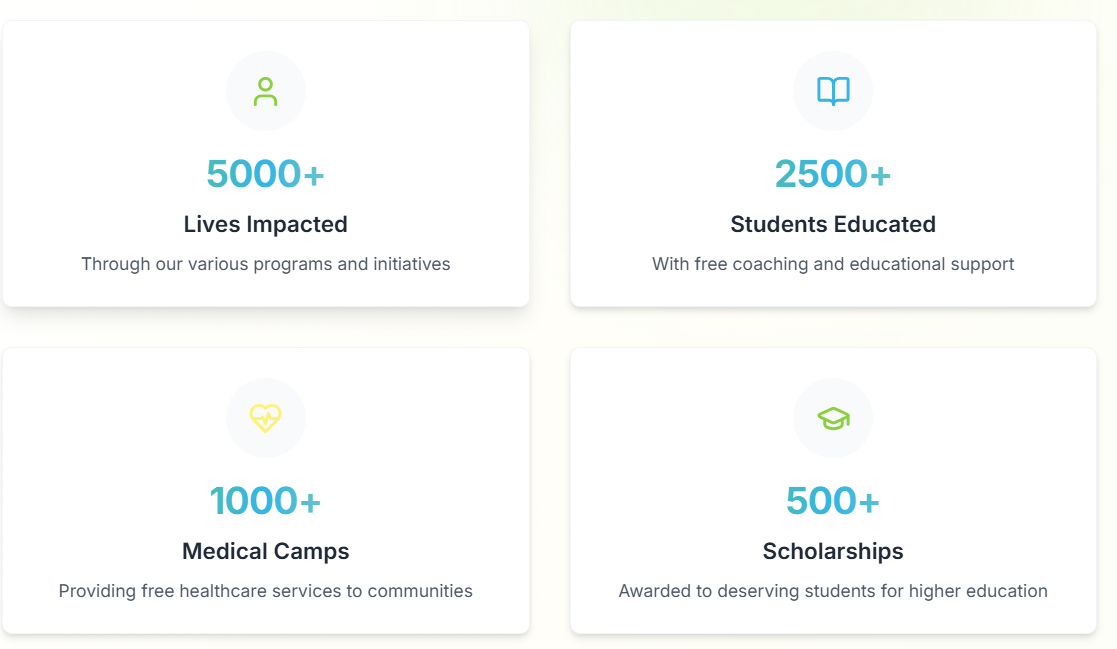 5000+
Lives Impacted
Through our various programs and initiatives
2500+
Students Educated
With free coaching and educational support
1000+
Medical Camps
Providing free healthcare services to communities
500+
Scholarships
Awarded to deserving students for higher education